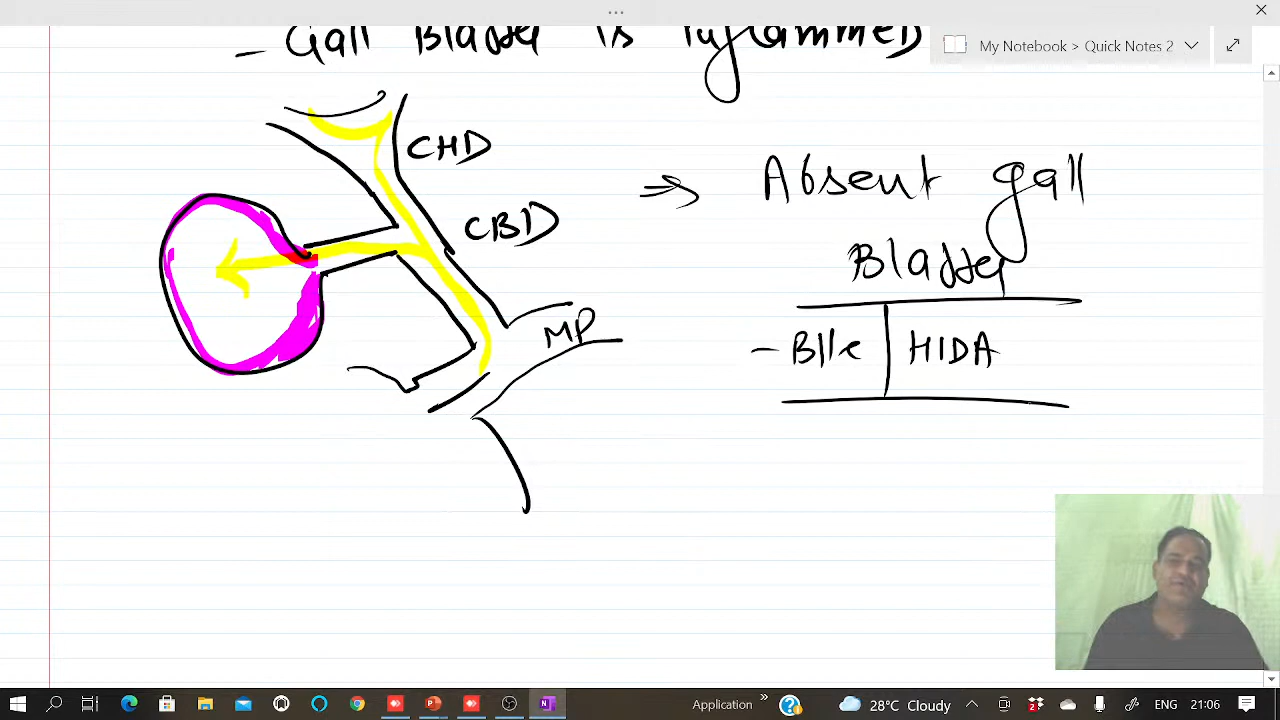 - Gall Bladder is Inflammed
My Notebook > Quick Notes 2
CHD
CBD
MP
⇒ Absent gall
Bladder
- Bile | HIDA
Application
28°C Cloudy
ENG
21:06